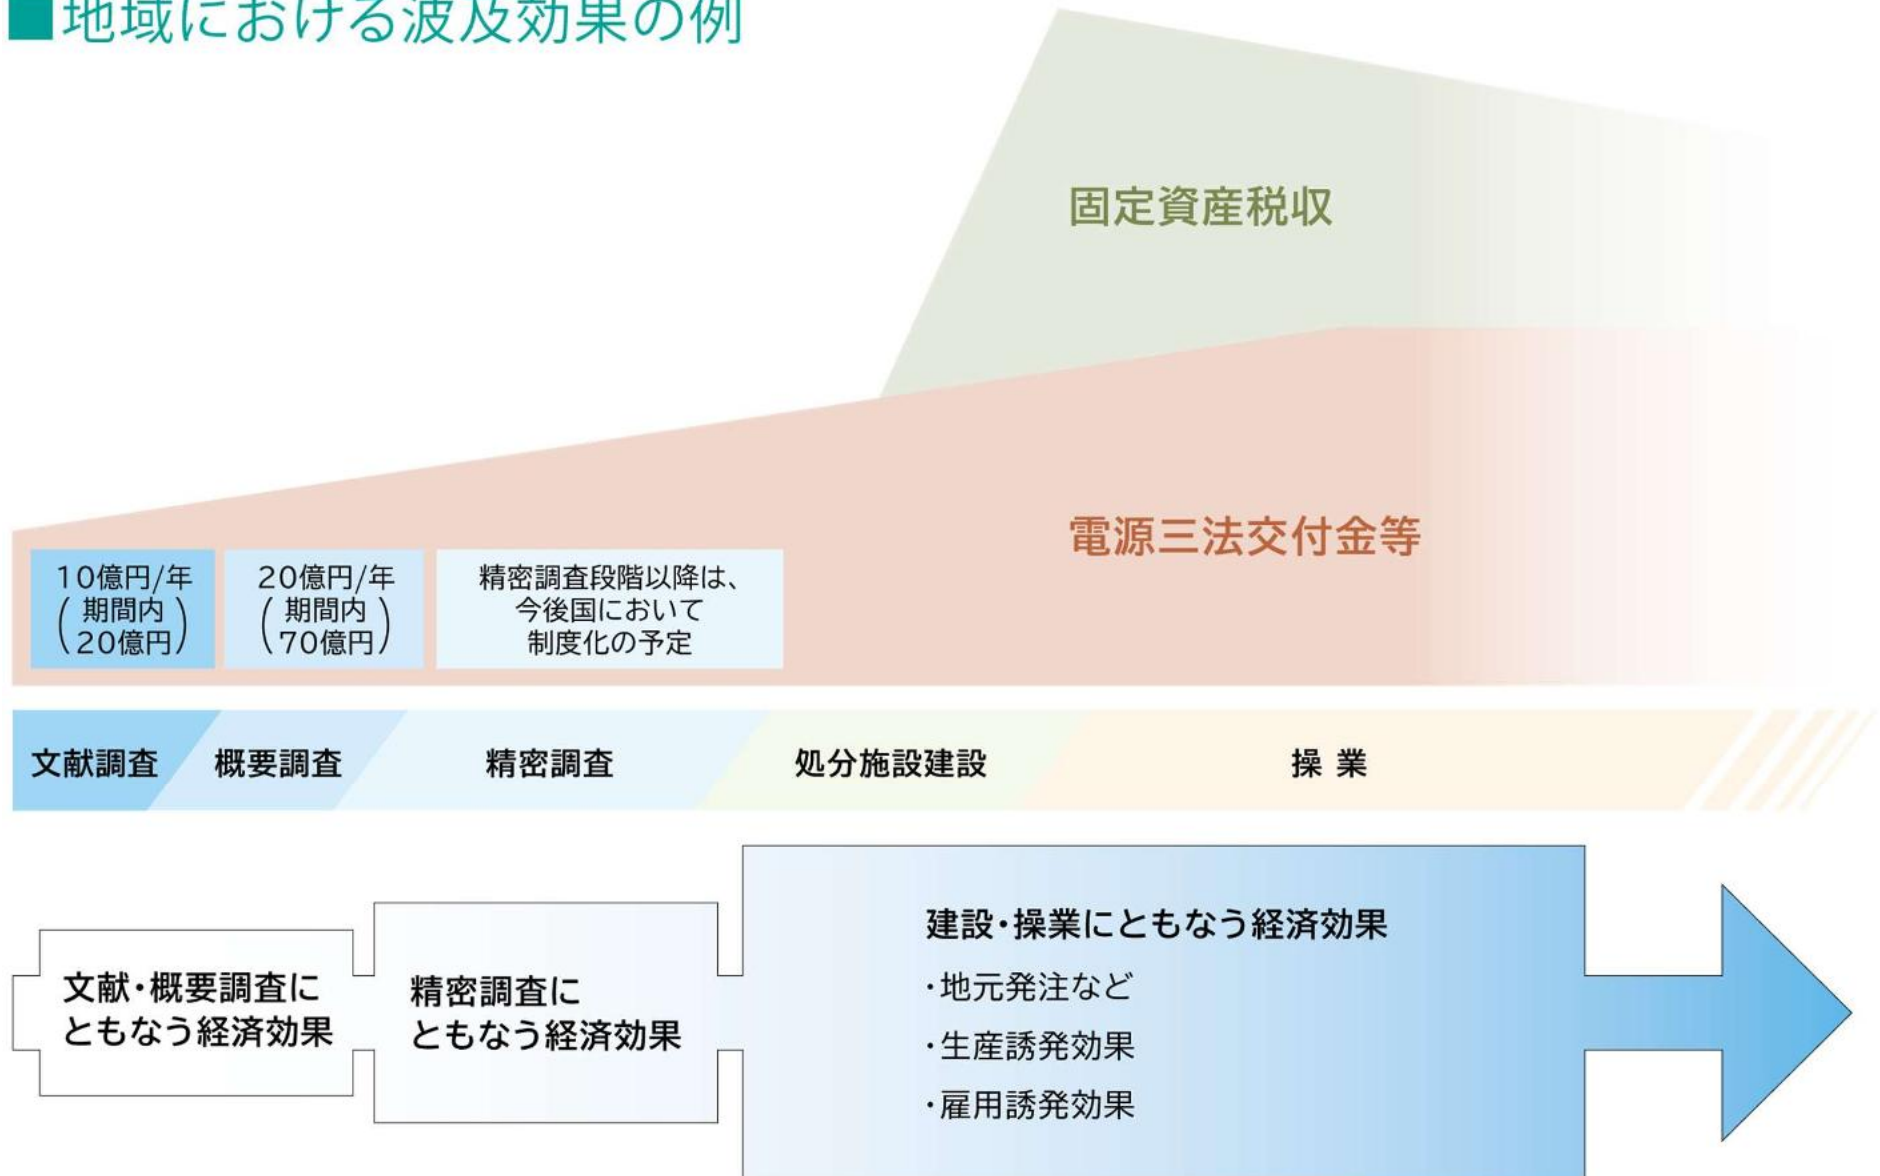 ■地域における波及効果の例
固定資産税収
電源三法交付金等
10億円/年
(期間内
20億円)
20億円/年
(期間内
70億円)
精密調査段階以降は、
今後国において
制度化の予定
文献調査
概要調査
精密調査
処分施設建設
操 業
文献・概要調査に
ともなう経済効果
精密調査に
ともなう経済効果
建設・操業にともなう経済効果
・地元発注など
・生産誘発効果
・雇用誘発効果